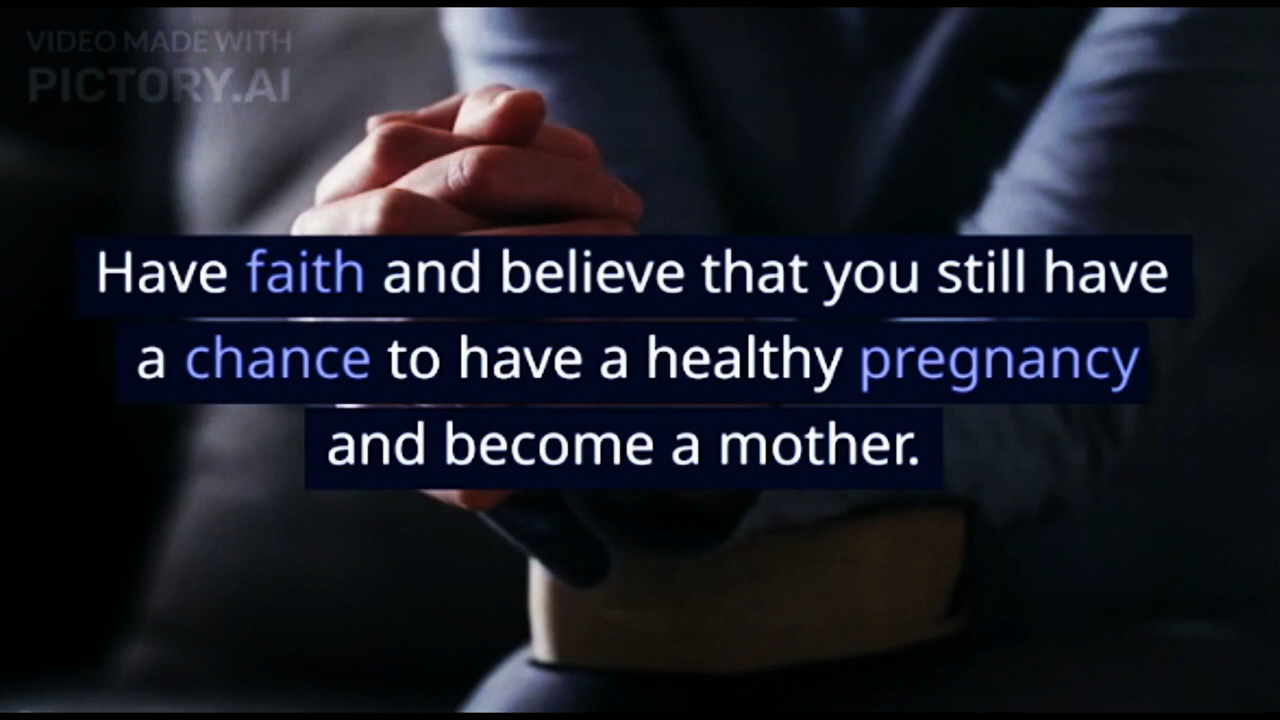 VIDEO MADE WITH
PICTORY.AI
Have faith and believe that you still have
a chance to have a healthy pregnancy
and become a mother.